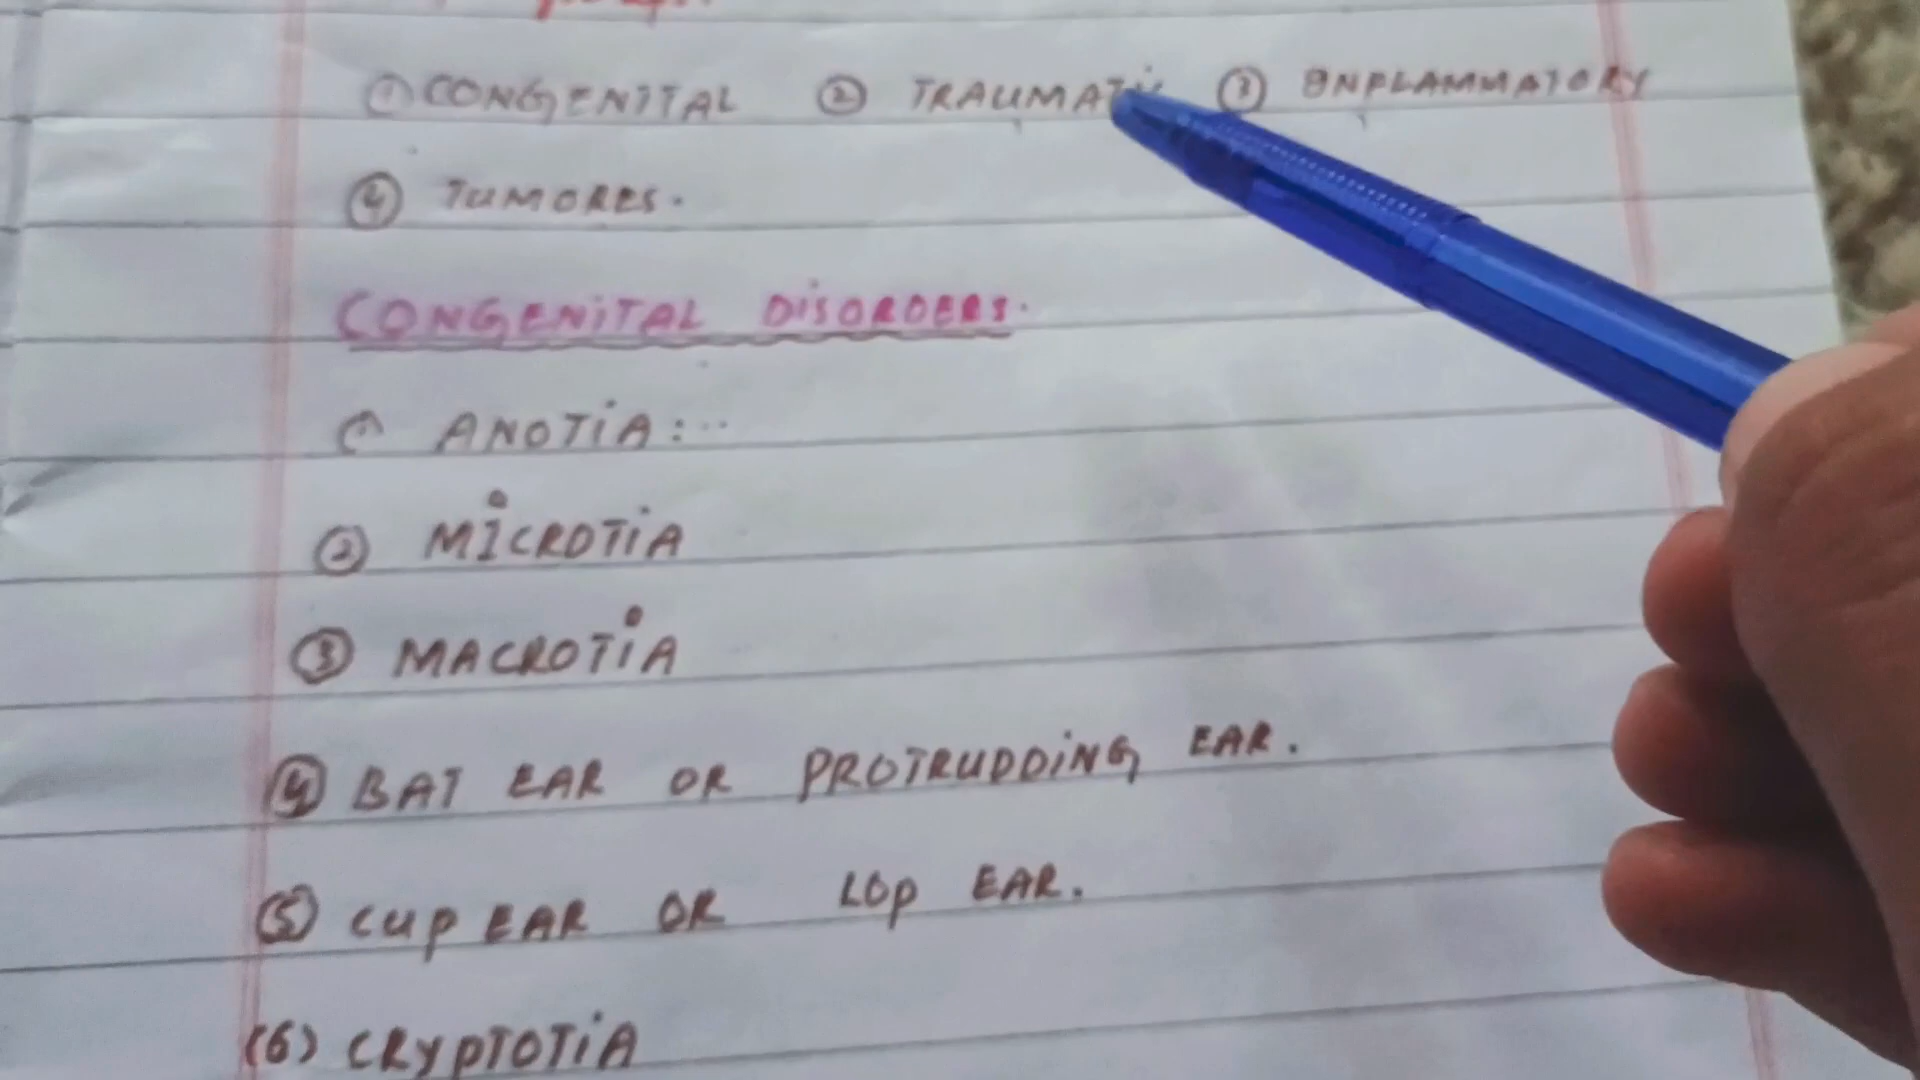 ① CONGENITAL ② TRAUMATIC ③ INFLAMMATORY
④ TUMORES.
CONGENITAL DISORDERS.
① ANOTIA:--
② MICROTIA
③ MACROTIA
④ BAT EAR OR PROTRUDDING EAR.
⑤ CUP EAR OR LOP EAR.
(6) CRYPTOTIA